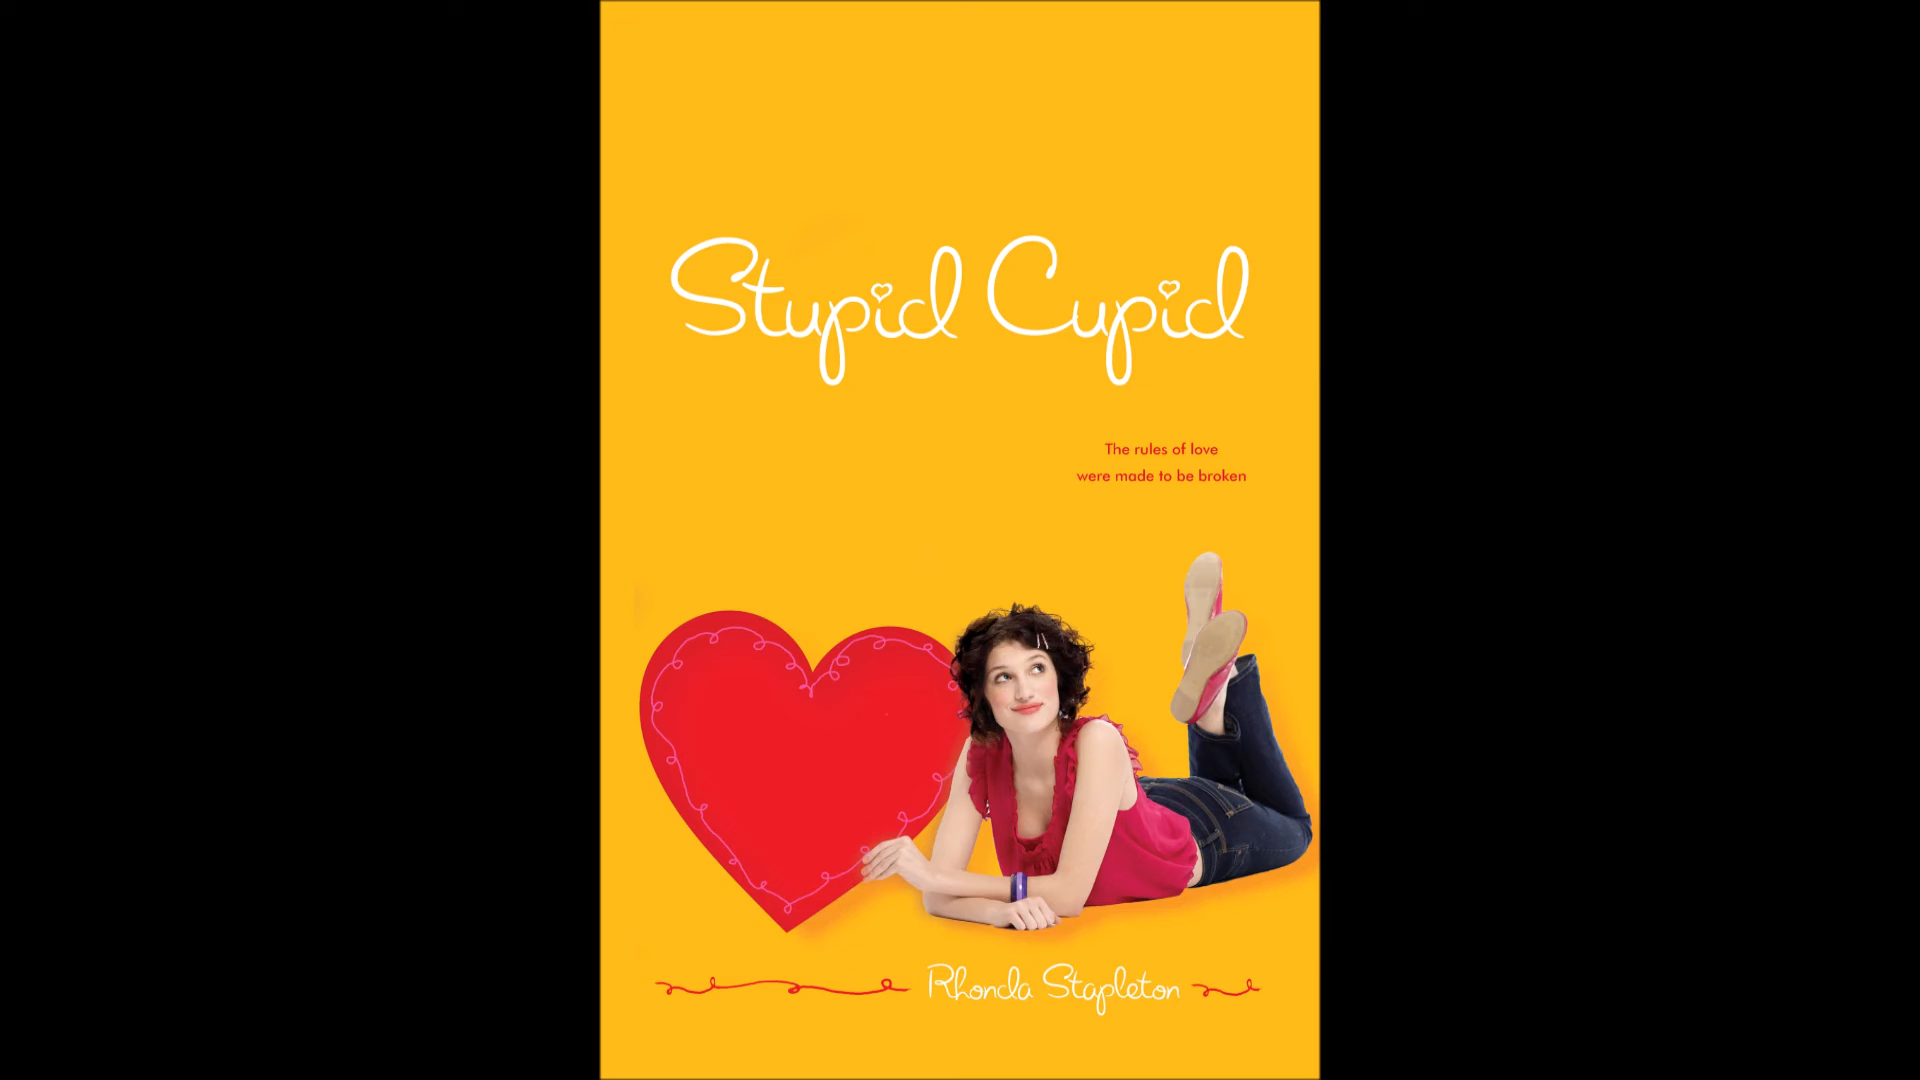 Stupid Cupid
The rules of love
were made to be broken
Rhonda Stapleton